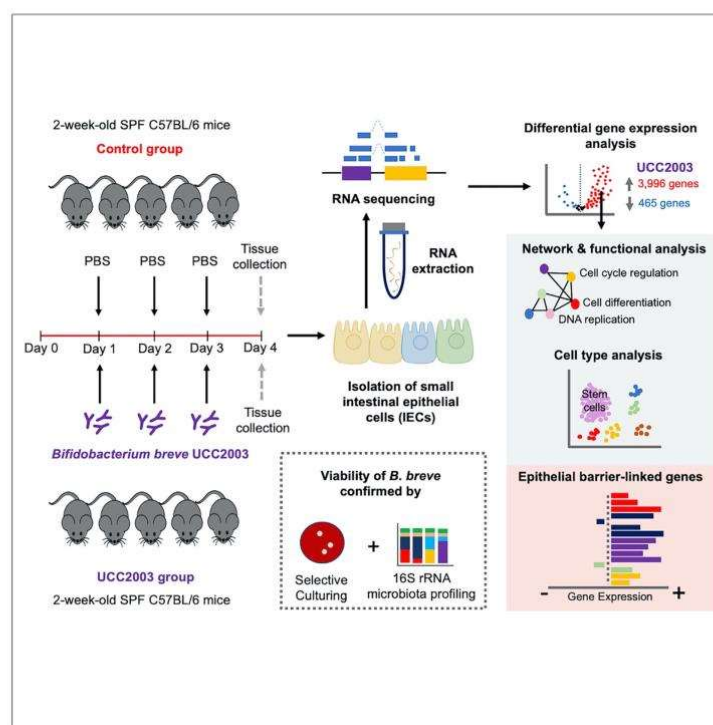 2-week-old SPF C57BL/6 mice
Control group
PBS
PBS
PBS
Tissue
collection
Day 0
Day 1
Day 2
Day 3
Day 4
Tissue
collection
Bifidobacterium breve UCC2003
UCC2003 group
2-week-old SPF C57BL/6 mice
RNA sequencing
RNA
extraction
Isolation of small
intestinal epithelial
cells (IECs)
Viability of B. breve
confirmed by
Selective
Culturing
+
16S rRNA
microbiota profiling
Differential gene expression
analysis
UCC2003
3,996 genes
465 genes
Network & functional analysis
Cell cycle regulation
Cell differentiation
DNA replication
Cell type analysis
Stem
cells
Epithelial barrier-linked genes
- Gene Expression +